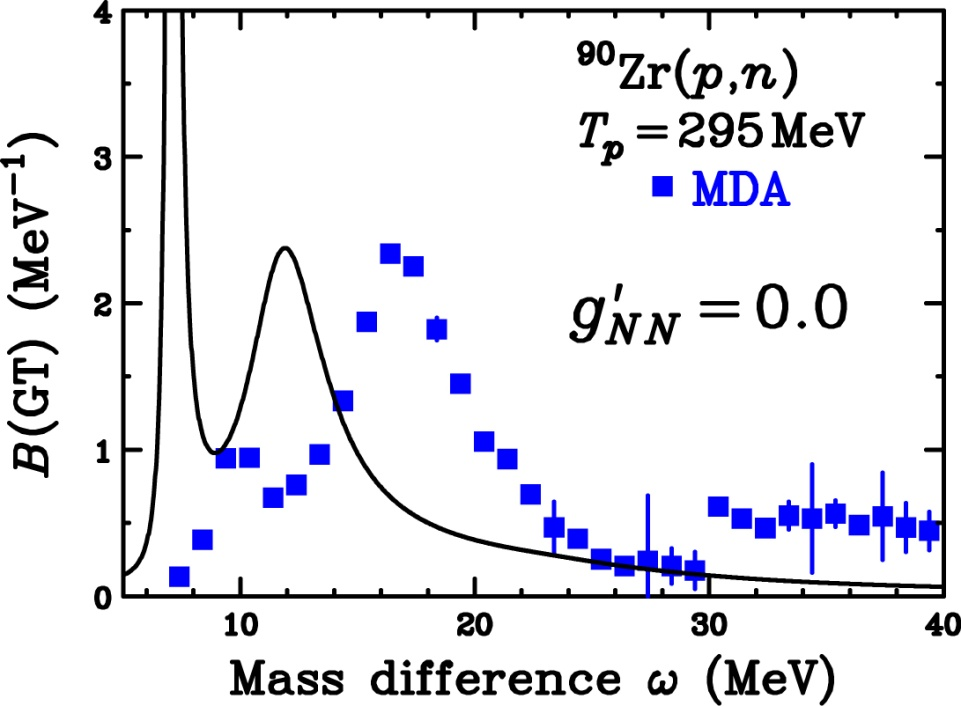 4
3
2
1
0
10
20
30
40
B(GT) (MeV⁻¹)
⁹⁰Zr(p,n)
Tₚ = 295 MeV
MDA
g′NN = 0.0
Mass difference ω (MeV)